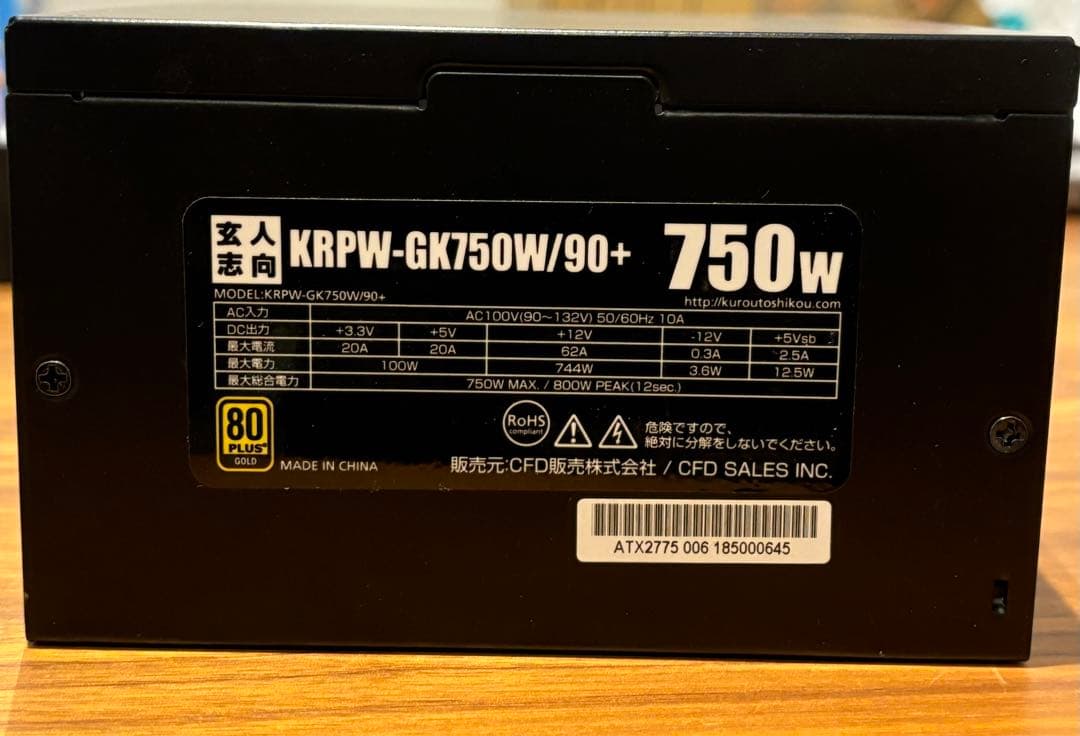 玄人
志向
KRPW-GK750W/90+
750W
http://kuroutoshikou.com
MODEL:KRPW-GK750W/90+
AC入力 AC100V(90～132V) 50/60Hz 10A
DC出力 +3.3V +5V +12V -12V +5Vsb
最大電流 20A 20A 62A 0.3A 2.5A
最大電力 100W 744W 3.6W 12.5W
最大総合電力 750W MAX. / 800W PEAK(12sec.)
80
PLUS
GOLD
MADE IN CHINA
RoHS
compliant
危険ですので、
絶対に分解をしないでください。
販売元:CFD販売株式会社 / CFD SALES INC.
ATX2775 006 185000645